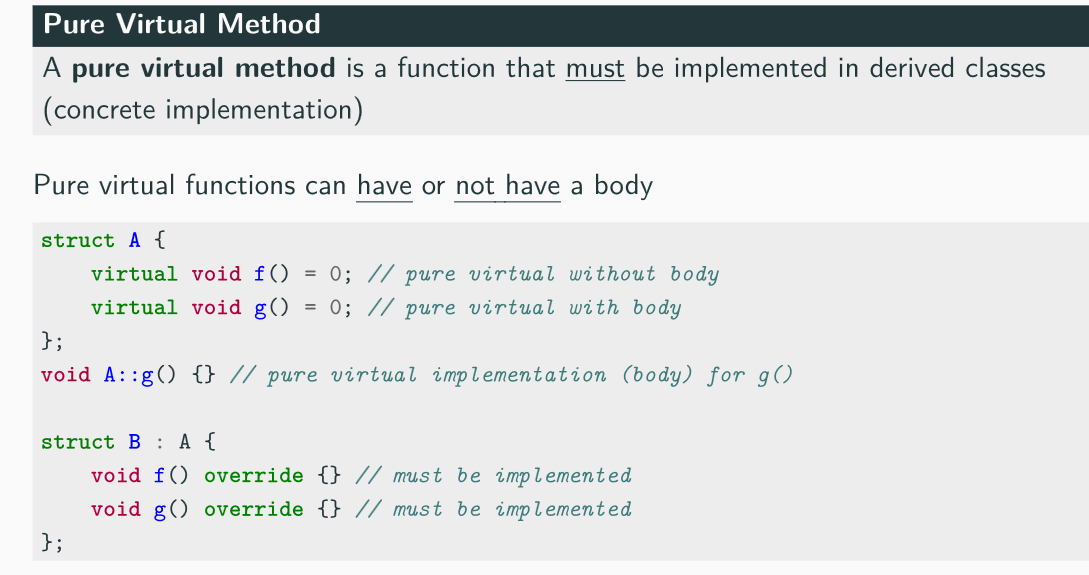 Pure Virtual Method
A pure virtual method is a function that must be implemented in derived classes
(concrete implementation)
Pure virtual functions can have or not have a body
struct A {
    virtual void f() = 0; // pure virtual without body
    virtual void g() = 0; // pure virtual with body
};
void A::g() {} // pure virtual implementation (body) for g()
struct B : A {
    void f() override {} // must be implemented
    void g() override {} // must be implemented
};